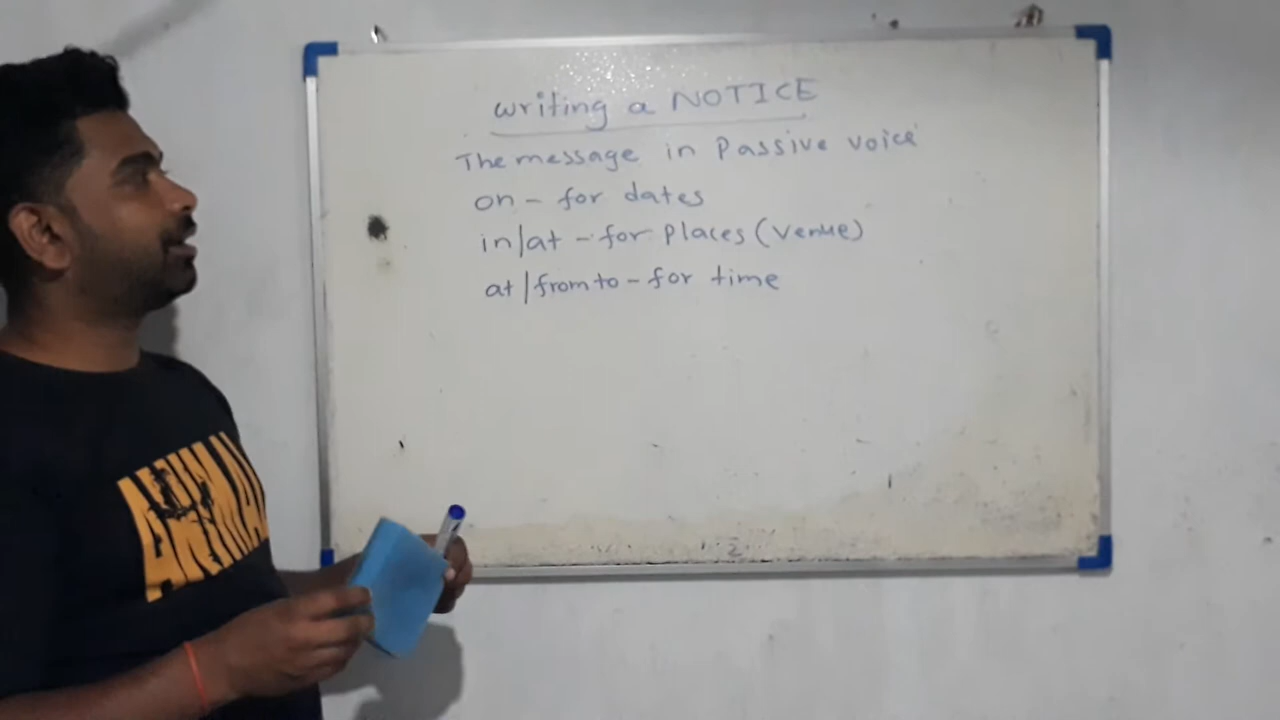 writing a NOTICE
The message in Passive voice
on - for dates
in/at - for Places (Venue)
at/from to - for time
ANIMAL